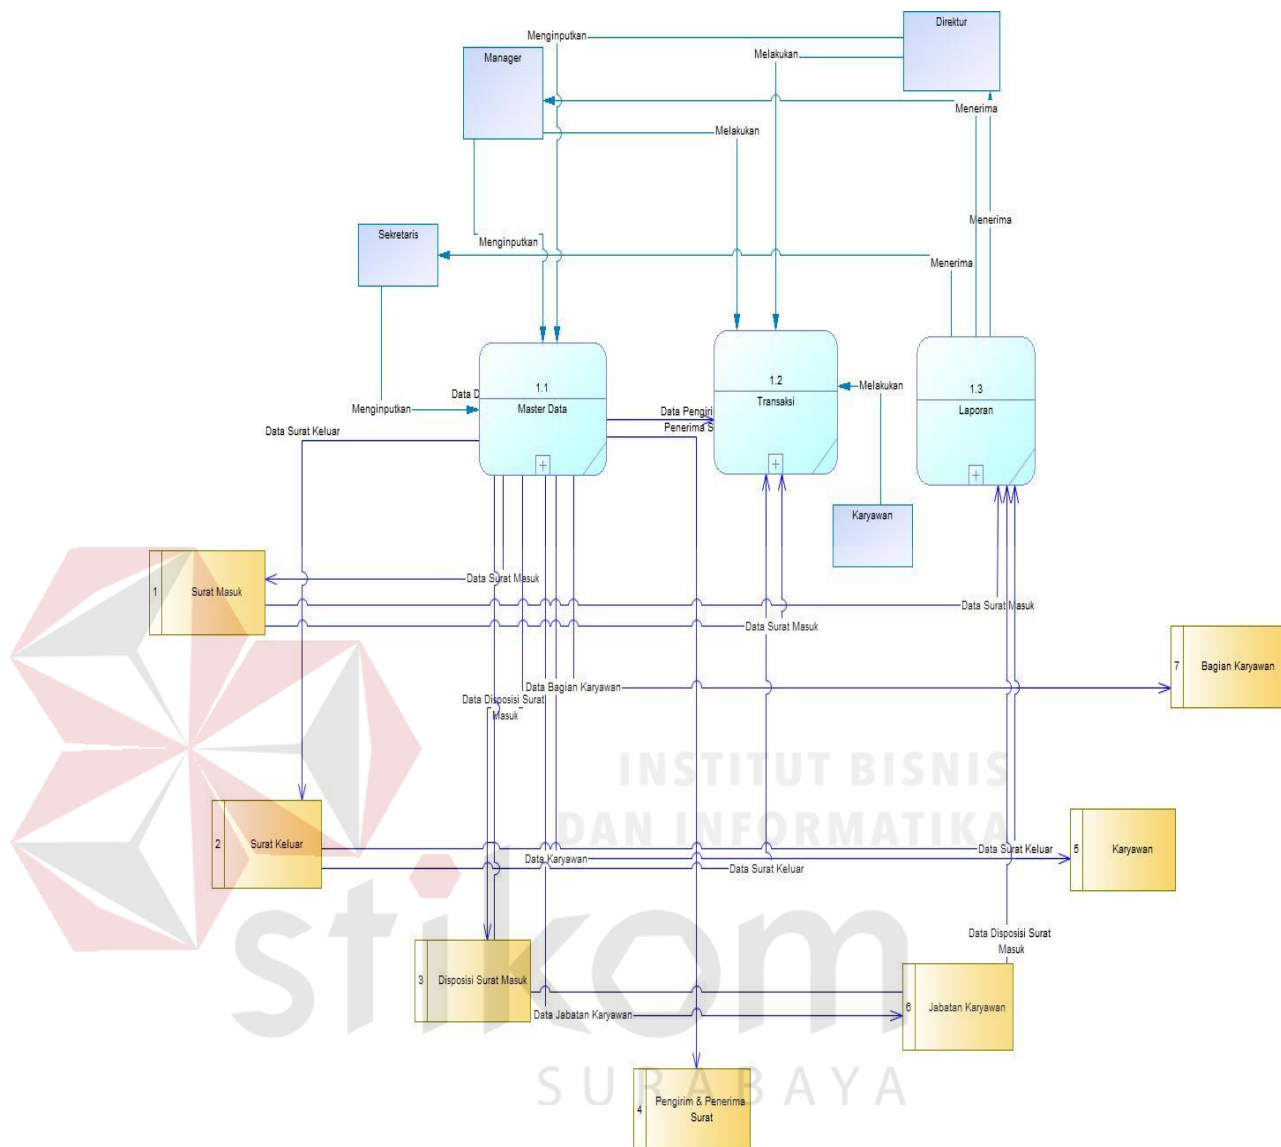 Direktur
Menginputkan
Manager
Melakukan
Menerima
Melakukan
Menerima
Sekretaris
Menginputkan
Menerima
1.1
1.2
1.3
Master Data
Transaksi
Laporan
Melakukan
Data D
Menginputkan
Data Pengiri
Penerima S
Data Surat Keluar
Karyawan
Data Surat Masuk
1
Surat Masuk
Data Surat Masuk
Data Surat Masuk
7
Bagian Karyawan
Data Bagian Karyawan
Data Disposisi Surat
Masuk
INSTITUT BISNIS
DAN INFORMATIKA
2
Surat Keluar
Data Surat Keluar
5
Karyawan
Data Karyawan
Data Surat Keluar
stikom
Data Disposisi Surat
Masuk
3
Disposisi Surat Masuk
6
Jabatan Karyawan
Data Jabatan Karyawan
SURABAYA
4
Pengirim & Penerima
Surat